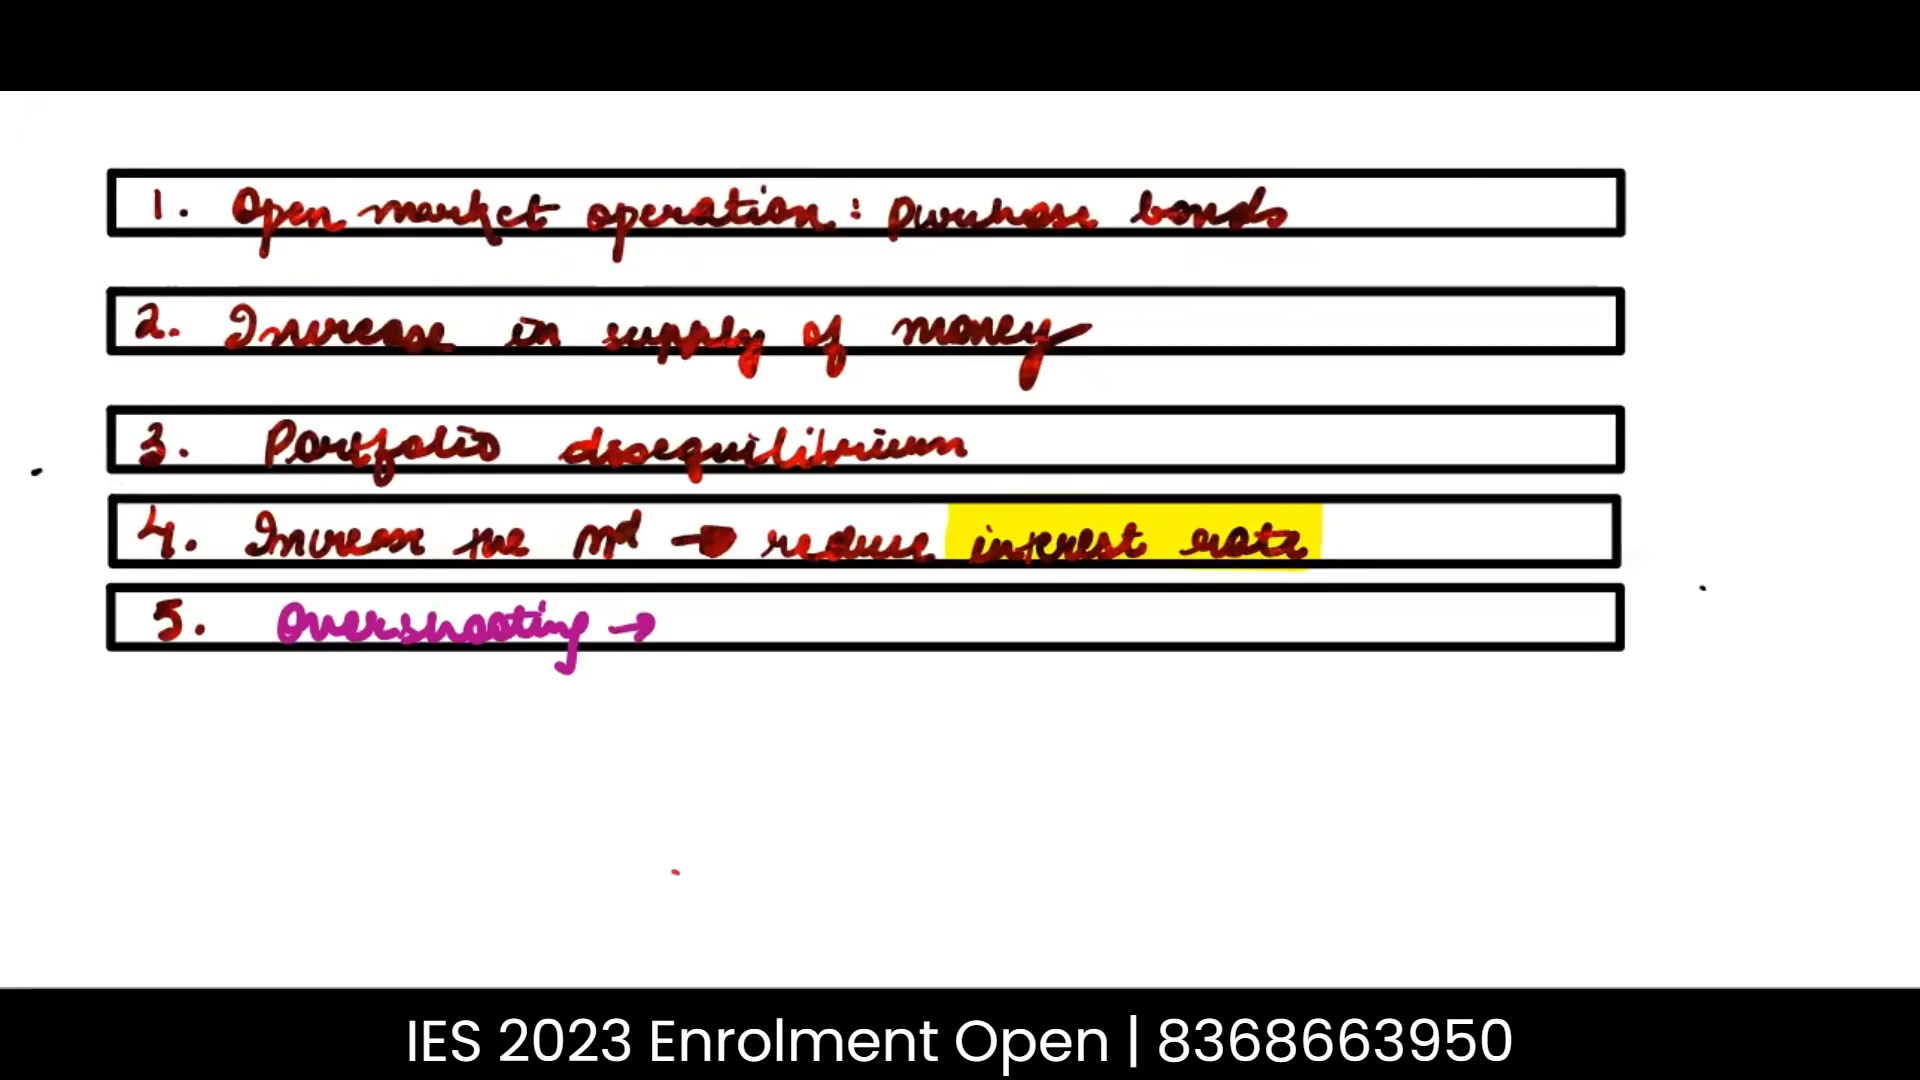 1. Open market operation : purchase bonds
2. Increase in supply of money
3. Portfolio disequilibrium
4. Increase the Md → reduce interest rate
5. Overshooting →
IES 2023 Enrolment Open | 8368663950